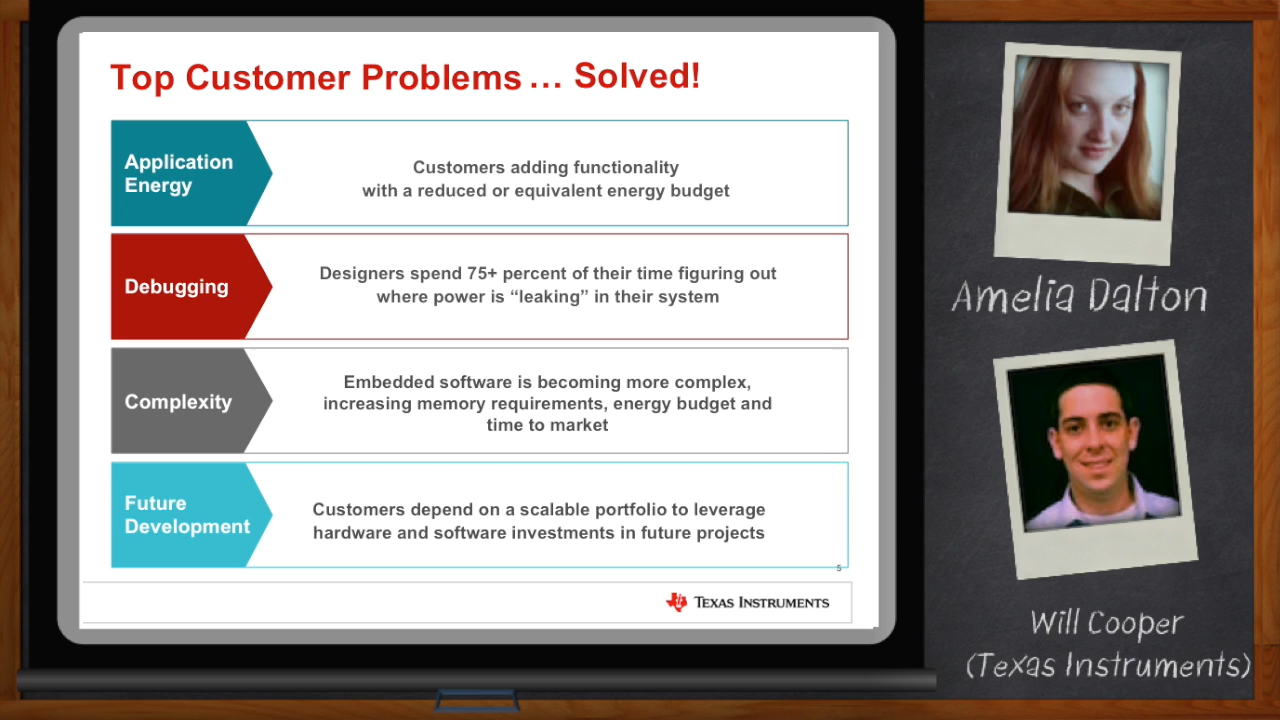 Top Customer Problems ... Solved!
Application
Energy
Customers adding functionality
with a reduced or equivalent energy budget
Debugging
Designers spend 75+ percent of their time figuring out
where power is “leaking” in their system
Complexity
Embedded software is becoming more complex,
increasing memory requirements, energy budget and
time to market
Future
Development
Customers depend on a scalable portfolio to leverage
hardware and software investments in future projects
5
TEXAS INSTRUMENTS
Amelia Dalton
Will Cooper
(Texas Instruments)